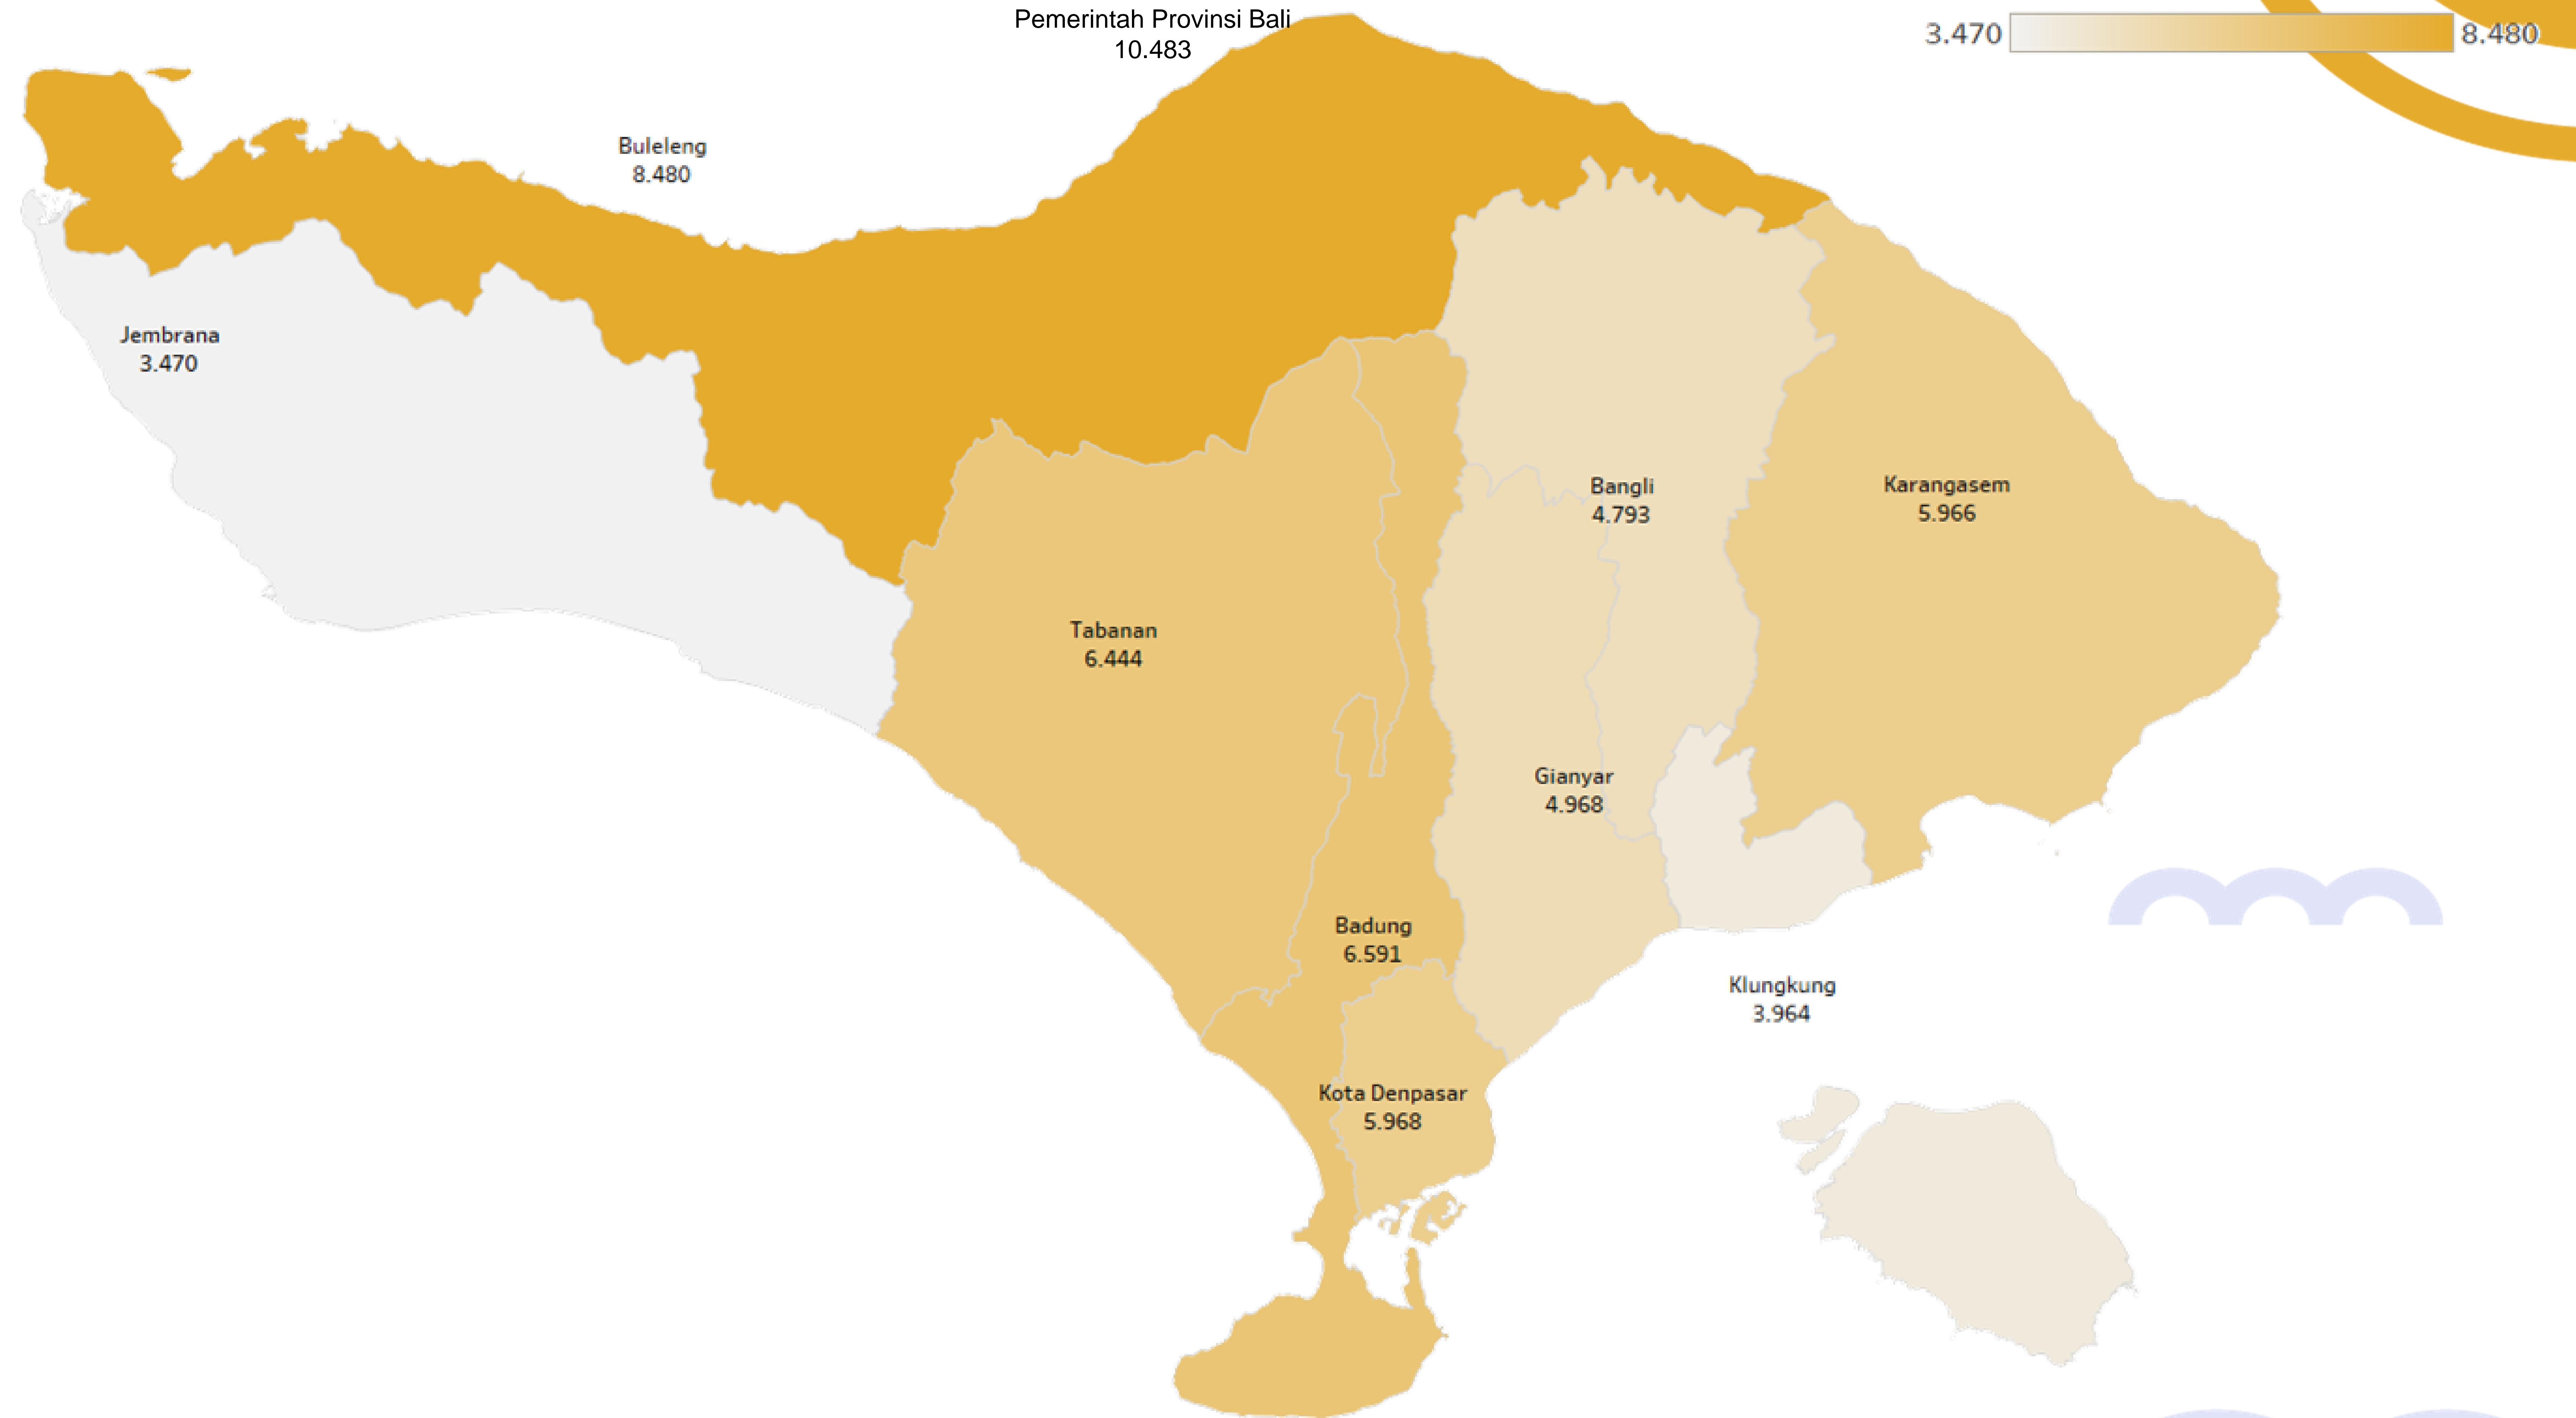 Pemerintah Provinsi Bali
10.483
3.470
8.480
Buleleng
8.480
Jembrana
3.470
Bangli
4.793
Karangasem
5.966
Tabanan
6.444
Gianyar
4.968
Badung
6.591
Klungkung
3.964
Kota Denpasar
5.968